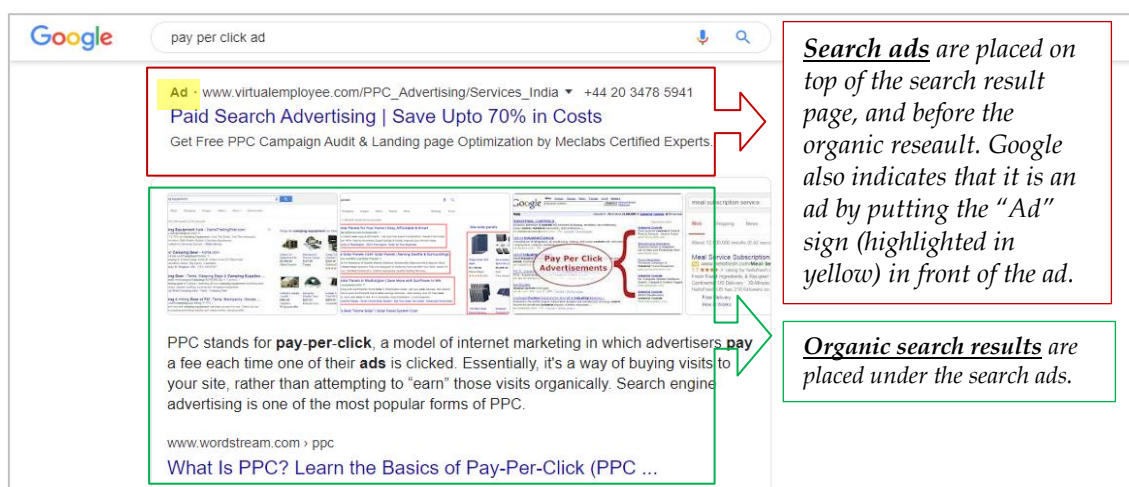 Google
pay per click ad
Ad · www.virtualemployee.com/PPC_Advertising/Services_India ▼ +44 20 3478 5941
Paid Search Advertising | Save Upto 70% in Costs
Get Free PPC Campaign Audit & Landing page Optimization by Meclabs Certified Experts.
Search ads are placed on
top of the search result
page, and before the
organic reseault. Google
also indicates that it is an
ad by putting the “Ad”
sign (highlighted in
yellow) in front of the ad.
Google
Pay Per Click
Advertisements
meal subscription service
PPC stands for pay-per-click, a model of internet marketing in which advertisers pay
a fee each time one of their ads is clicked. Essentially, it's a way of buying visits to
your site, rather than attempting to “earn” those visits organically. Search engine
advertising is one of the most popular forms of PPC.
www.wordstream.com › ppc
What Is PPC? Learn the Basics of Pay-Per-Click (PPC ...
Organic search results are
placed under the search ads.